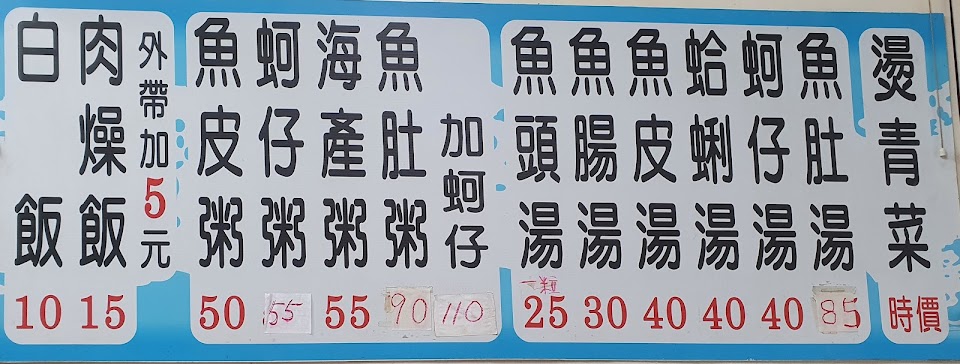 燙青菜
時價
魚肚湯
85
蚵仔湯
40
蛤蜊湯
40
魚皮湯
40
魚腸湯
30
魚頭湯
一粒
25
加蚵仔
110
魚肚粥
90
海產粥
55
蚵仔粥
55
魚皮粥
50
外帶加5元
肉燥飯
15
白飯
10